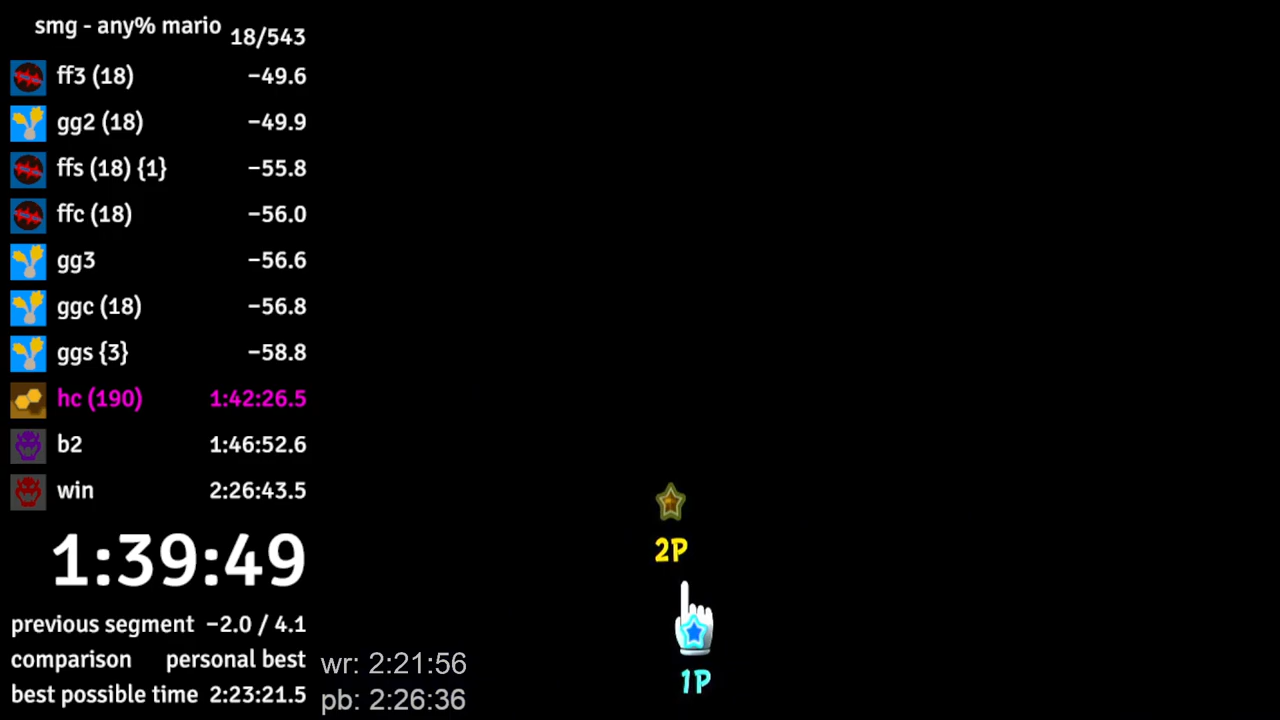 smg - any% mario 18/543
ff3 (18) −49.6
gg2 (18) −49.9
ffs (18) {1} −55.8
ffc (18) −56.0
gg3 −56.6
ggc (18) −56.8
ggs {3} −58.8
hc (190) 1:42:26.5
b2 1:46:52.6
win 2:26:43.5
1:39:49
previous segment −2.0 / 4.1
comparison personal best
best possible time 2:23:21.5
wr: 2:21:56
pb: 2:26:36
2P
1P